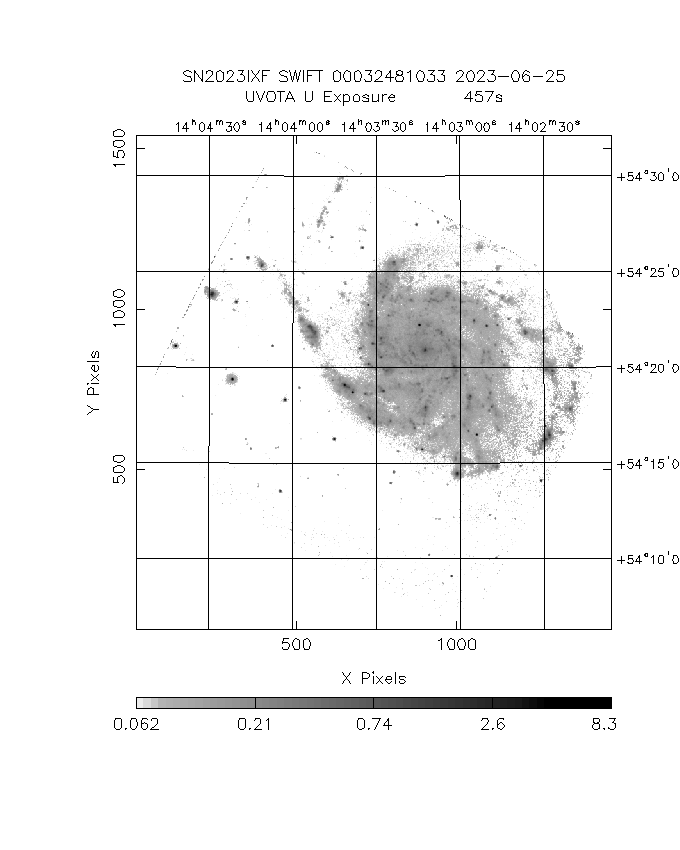 SN2023IXF SWIFT 00032481033 2023-06-25
UVOTA U Exposure 457s
14h04m30s 14h04m00s 14h03m30s 14h03m00s 14h02m30s
1500
+54°30'0
+54°25'0
1000
+54°20'0
Y Pixels
500
+54°15'0
+54°10'0
500 1000
X Pixels
0.062 0.21 0.74 2.6 8.3